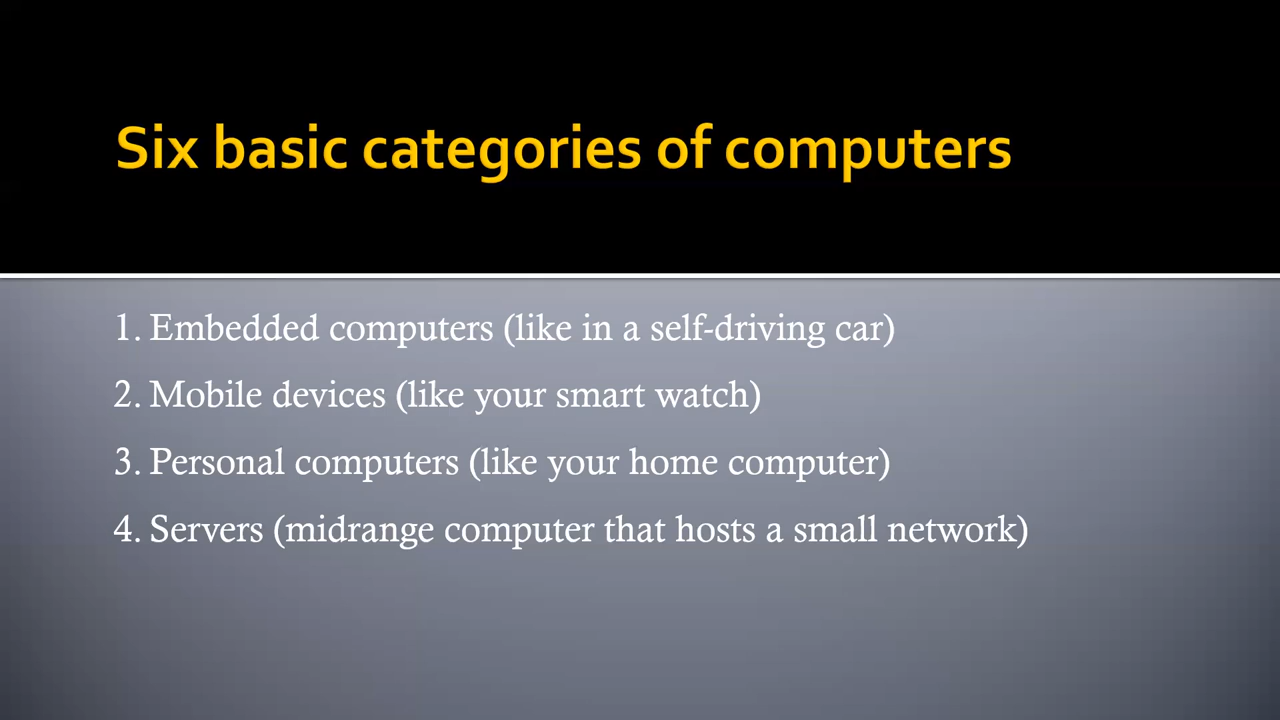 Six basic categories of computers
1. Embedded computers (like in a self-driving car)
2. Mobile devices (like your smart watch)
3. Personal computers (like your home computer)
4. Servers (midrange computer that hosts a small network)